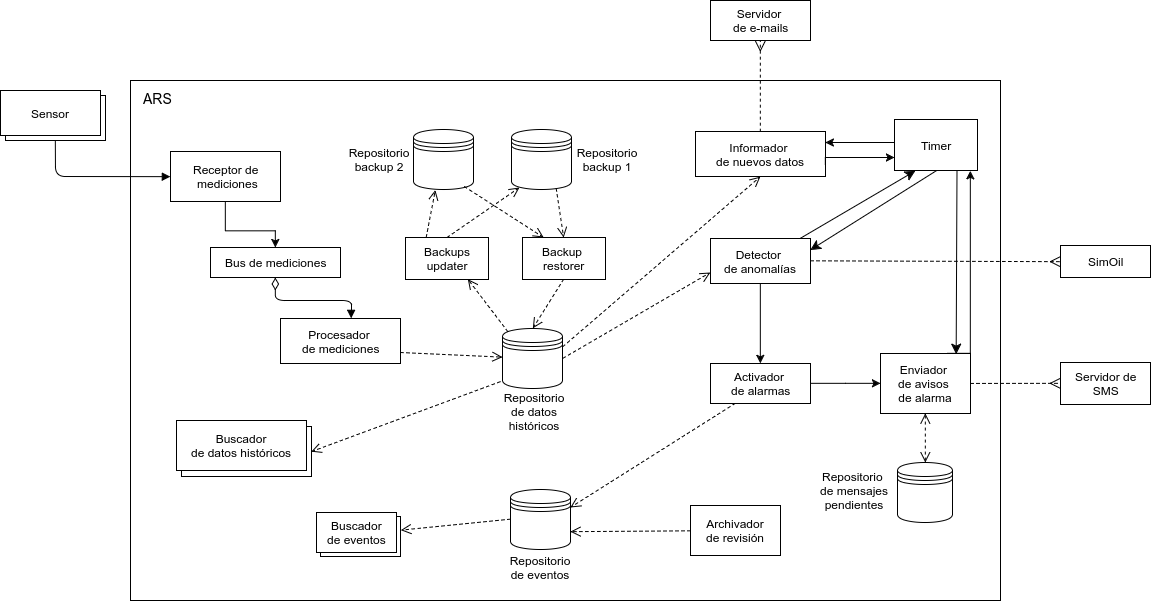 Servidor
de e-mails
ARS
Sensor
Receptor de
mediciones
Repositorio
backup 2
Repositorio
backup 1
Informador
de nuevos datos
Timer
Bus de mediciones
Backups
updater
Backup
restorer
Detector
de anomalías
SimOil
Procesador
de mediciones
Repositorio
de datos
históricos
Activador
de alarmas
Enviador
de avisos
de alarma
Servidor de
SMS
Buscador
de datos históricos
Repositorio
de mensajes
pendientes
Buscador
de eventos
Repositorio
de eventos
Archivador
de revisión